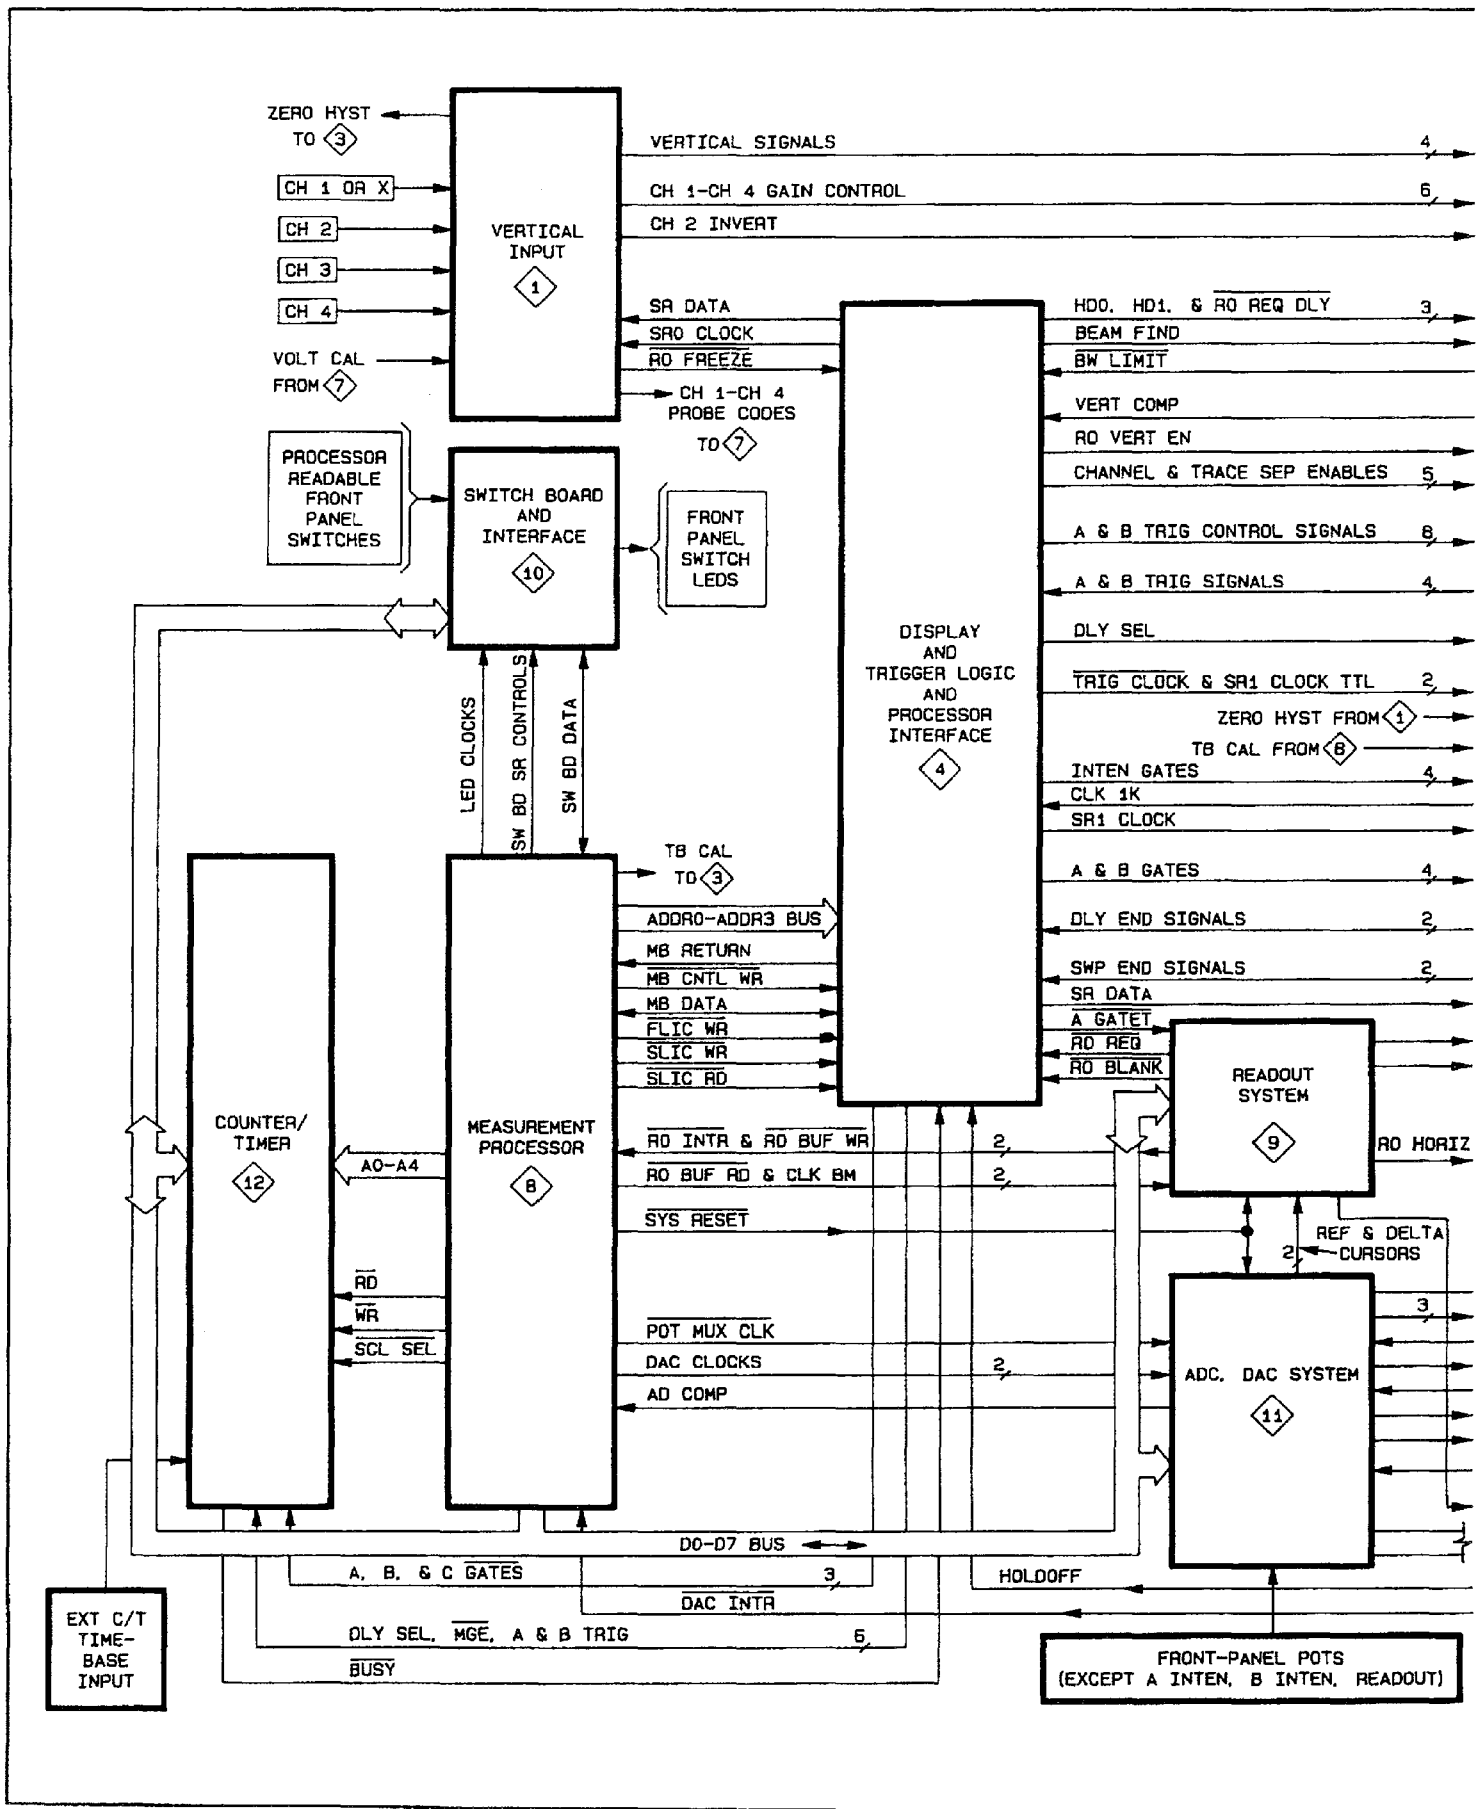 ZERO HYST
TO 3
CH 1 OR X
CH 2
CH 3
CH 4
VOLT CAL
FROM 7
VERTICAL
INPUT
1
VERTICAL SIGNALS
4
CH 1-CH 4 GAIN CONTROL
6
CH 2 INVERT
SR DATA
SR0 CLOCK
RO FREEZE
CH 1-CH 4
PROBE CODES
TO 7
PROCESSOR
READABLE
FRONT
PANEL
SWITCHES
SWITCH BOARD
AND
INTERFACE
10
FRONT
PANEL
SWITCH
LEDS
DISPLAY
AND
TRIGGER LOGIC
AND
PROCESSOR
INTERFACE
4
HD0, HD1, & RO REQ DLY
3
BEAM FIND
BW LIMIT
VERT COMP
RO VERT EN
CHANNEL & TRACE SEP ENABLES
5
A & B TRIG CONTROL SIGNALS
8
A & B TRIG SIGNALS
4
DLY SEL
TRIG CLOCK & SR1 CLOCK TTL
2
ZERO HYST FROM 1
TB CAL FROM 8
INTEN GATES
4
CLK 1K
SR1 CLOCK
A & B GATES
4
DLY END SIGNALS
2
SWP END SIGNALS
2
SR DATA
A GATET
RO REQ
RO BLANK
LED CLOCKS
SW BD SR CONTROLS
SW BD DATA
TB CAL
TO 3
ADDR0-ADDR3 BUS
MB RETURN
MB CNTL WR
MB DATA
FLIC WR
SLIC WR
SLIC RD
COUNTER/
TIMER
12
A0-A4
MEASUREMENT
PROCESSOR
8
RO INTR & RO BUF WR
2
RO BUF RD & CLK BM
2
SYS RESET
READOUT
SYSTEM
9
RO HORIZ
REF & DELTA
CURSORS
2
RD
WR
SCL SEL
POT MUX CLK
DAC CLOCKS
2
AD COMP
ADC, DAC SYSTEM
11
3
D0-D7 BUS
A, B, & C GATES
3
HOLDOFF
DAC INTR
DLY SEL, MGE, A & B TRIG
6
BUSY
EXT C/T
TIME-
BASE
INPUT
FRONT-PANEL POTS
(EXCEPT A INTEN, B INTEN, READOUT)